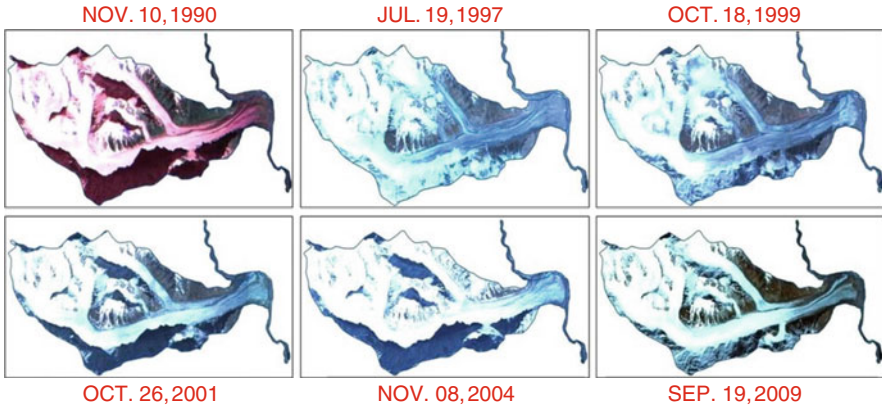 NOV. 10,1990
JUL. 19,1997
OCT. 18,1999
OCT. 26,2001
NOV. 08,2004
SEP. 19,2009